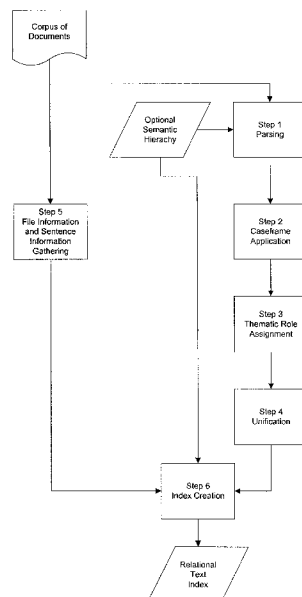 Corpus of
Documents
Optional
Semantic
Hierachy
Step 1
Parsing
Step 2
Caseframe
Application
Step 5
File Information
and Sentence
Information
Gathering
Step 3
Thematic Role
Assignment
Step 4
Unification
Step 6
Index Creation
Relational
Text
Index